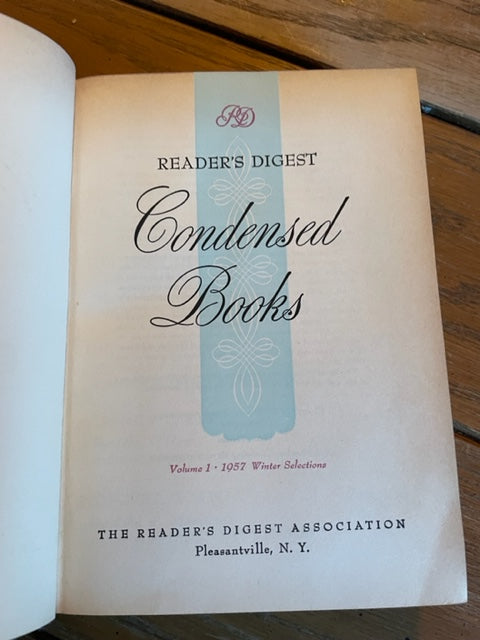 RD
READER'S DIGEST
Condensed
Books
Volume 1 · 1957 Winter Selections
THE READER'S DIGEST ASSOCIATION
Pleasantville, N. Y.